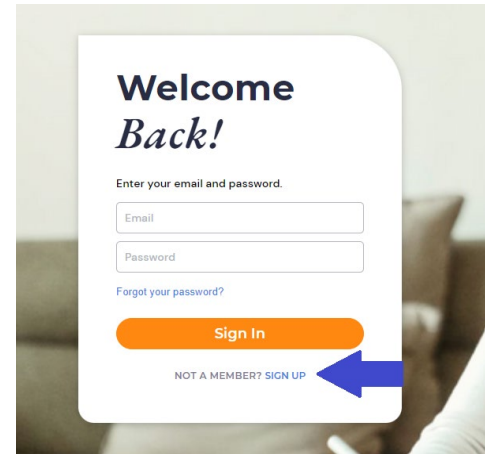 Welcome
Back!
Enter your email and password.
Email
Password
Forgot your password?
Sign In
NOT A MEMBER? SIGN UP